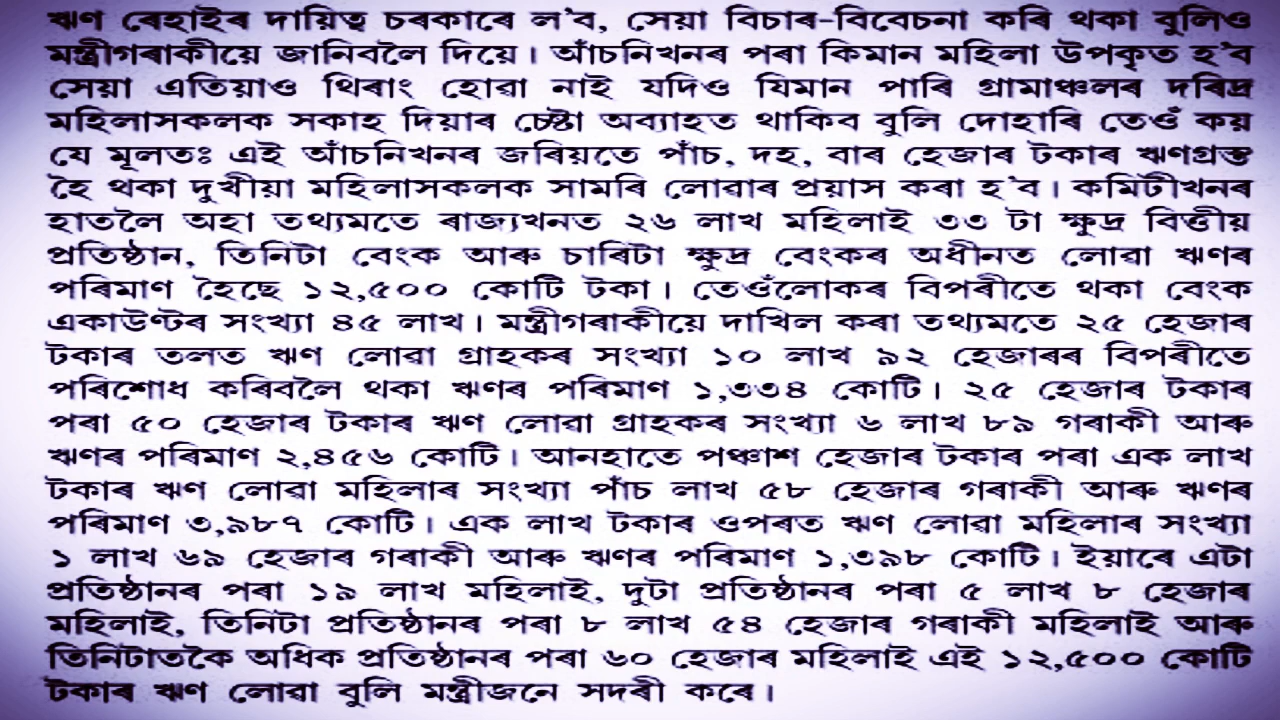 ঋণ ৰেহাইৰ দায়িত্ব চৰকাৰে ল'ব, সেয়া বিচাৰ-বিবেচনা কৰি থকা বুলিও
মন্ত্ৰীগৰাকীয়ে জানিবলৈ দিয়ে। আঁচনিখনৰ পৰা কিমান মহিলা উপকৃত হ'ব
সেয়া এতিয়াও থিৰাং হোৱা নাই যদিও যিমান পাৰি গ্ৰামাঞ্চলৰ দৰিদ্ৰ
মহিলাসকলক সকাহ দিয়াৰ চেষ্টা অব্যাহত থাকিব বুলি দোহাৰি তেওঁ কয়
যে মূলতঃ এই আঁচনিখনৰ জৰিয়তে পাঁচ, দহ, বাৰ হেজাৰ টকাৰ ঋণগ্ৰস্ত
হৈ থকা দুখীয়া মহিলাসকলক সামৰি লোৱাৰ প্ৰয়াস কৰা হ'ব। কমিটীখনৰ
হাতলৈ অহা তথ্যমতে ৰাজ্যখনত ২৬ লাখ মহিলাই ৩৩ টা ক্ষুদ্ৰ বিত্তীয়
প্ৰতিষ্ঠান, তিনিটা বেংক আৰু চাৰিটা ক্ষুদ্ৰ বেংকৰ অধীনত লোৱা ঋণৰ
পৰিমাণ হৈছে ১২,৫০০ কোটি টকা। তেওঁলোকৰ বিপৰীতে থকা বেংক
একাউণ্টৰ সংখ্যা ৪৫ লাখ। মন্ত্ৰীগৰাকীয়ে দাখিল কৰা তথ্যমতে ২৫ হেজাৰ
টকাৰ তলত ঋণ লোৱা গ্ৰাহকৰ সংখ্যা ১০ লাখ ৯২ হেজাৰৰ বিপৰীতে
পৰিশোধ কৰিবলৈ থকা ঋণৰ পৰিমাণ ১,৩৩৪ কোটি। ২৫ হেজাৰ টকাৰ
পৰা ৫০ হেজাৰ টকাৰ ঋণ লোৱা গ্ৰাহকৰ সংখ্যা ৬ লাখ ৮৯ গৰাকী আৰু
ঋণৰ পৰিমাণ ২,৪৫৬ কোটি। আনহাতে পঞ্চাশ হেজাৰ টকাৰ পৰা এক লাখ
টকাৰ ঋণ লোৱা মহিলাৰ সংখ্যা পাঁচ লাখ ৫৮ হেজাৰ গৰাকী আৰু ঋণৰ
পৰিমাণ ৩,৯৮৭ কোটি। এক লাখ টকাৰ ওপৰত ঋণ লোৱা মহিলাৰ সংখ্যা
১ লাখ ৬৯ হেজাৰ গৰাকী আৰু ঋণৰ পৰিমাণ ১,৩৯৮ কোটি। ইয়াৰে এটা
প্ৰতিষ্ঠানৰ পৰা ১৯ লাখ মহিলাই, দুটা প্ৰতিষ্ঠানৰ পৰা ৫ লাখ ৮ হেজাৰ
মহিলাই, তিনিটা প্ৰতিষ্ঠানৰ পৰা ৮ লাখ ৫৪ হেজাৰ গৰাকী মহিলাই আৰু
তিনিটাতকৈ অধিক প্ৰতিষ্ঠানৰ পৰা ৬০ হেজাৰ মহিলাই এই ১২,৫০০ কোটি
টকাৰ ঋণ লোৱা বুলি মন্ত্ৰীজনে সদৰী কৰে।